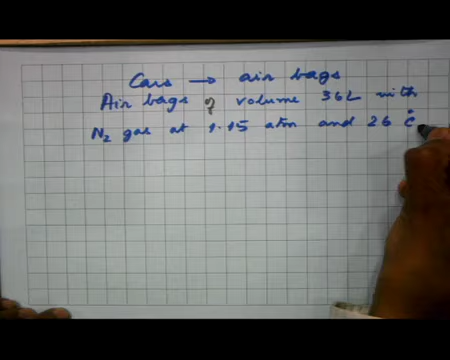 Cars → air bags
Air bags of volume 36L with
N₂ gas at 1.15 atm and 26 °C